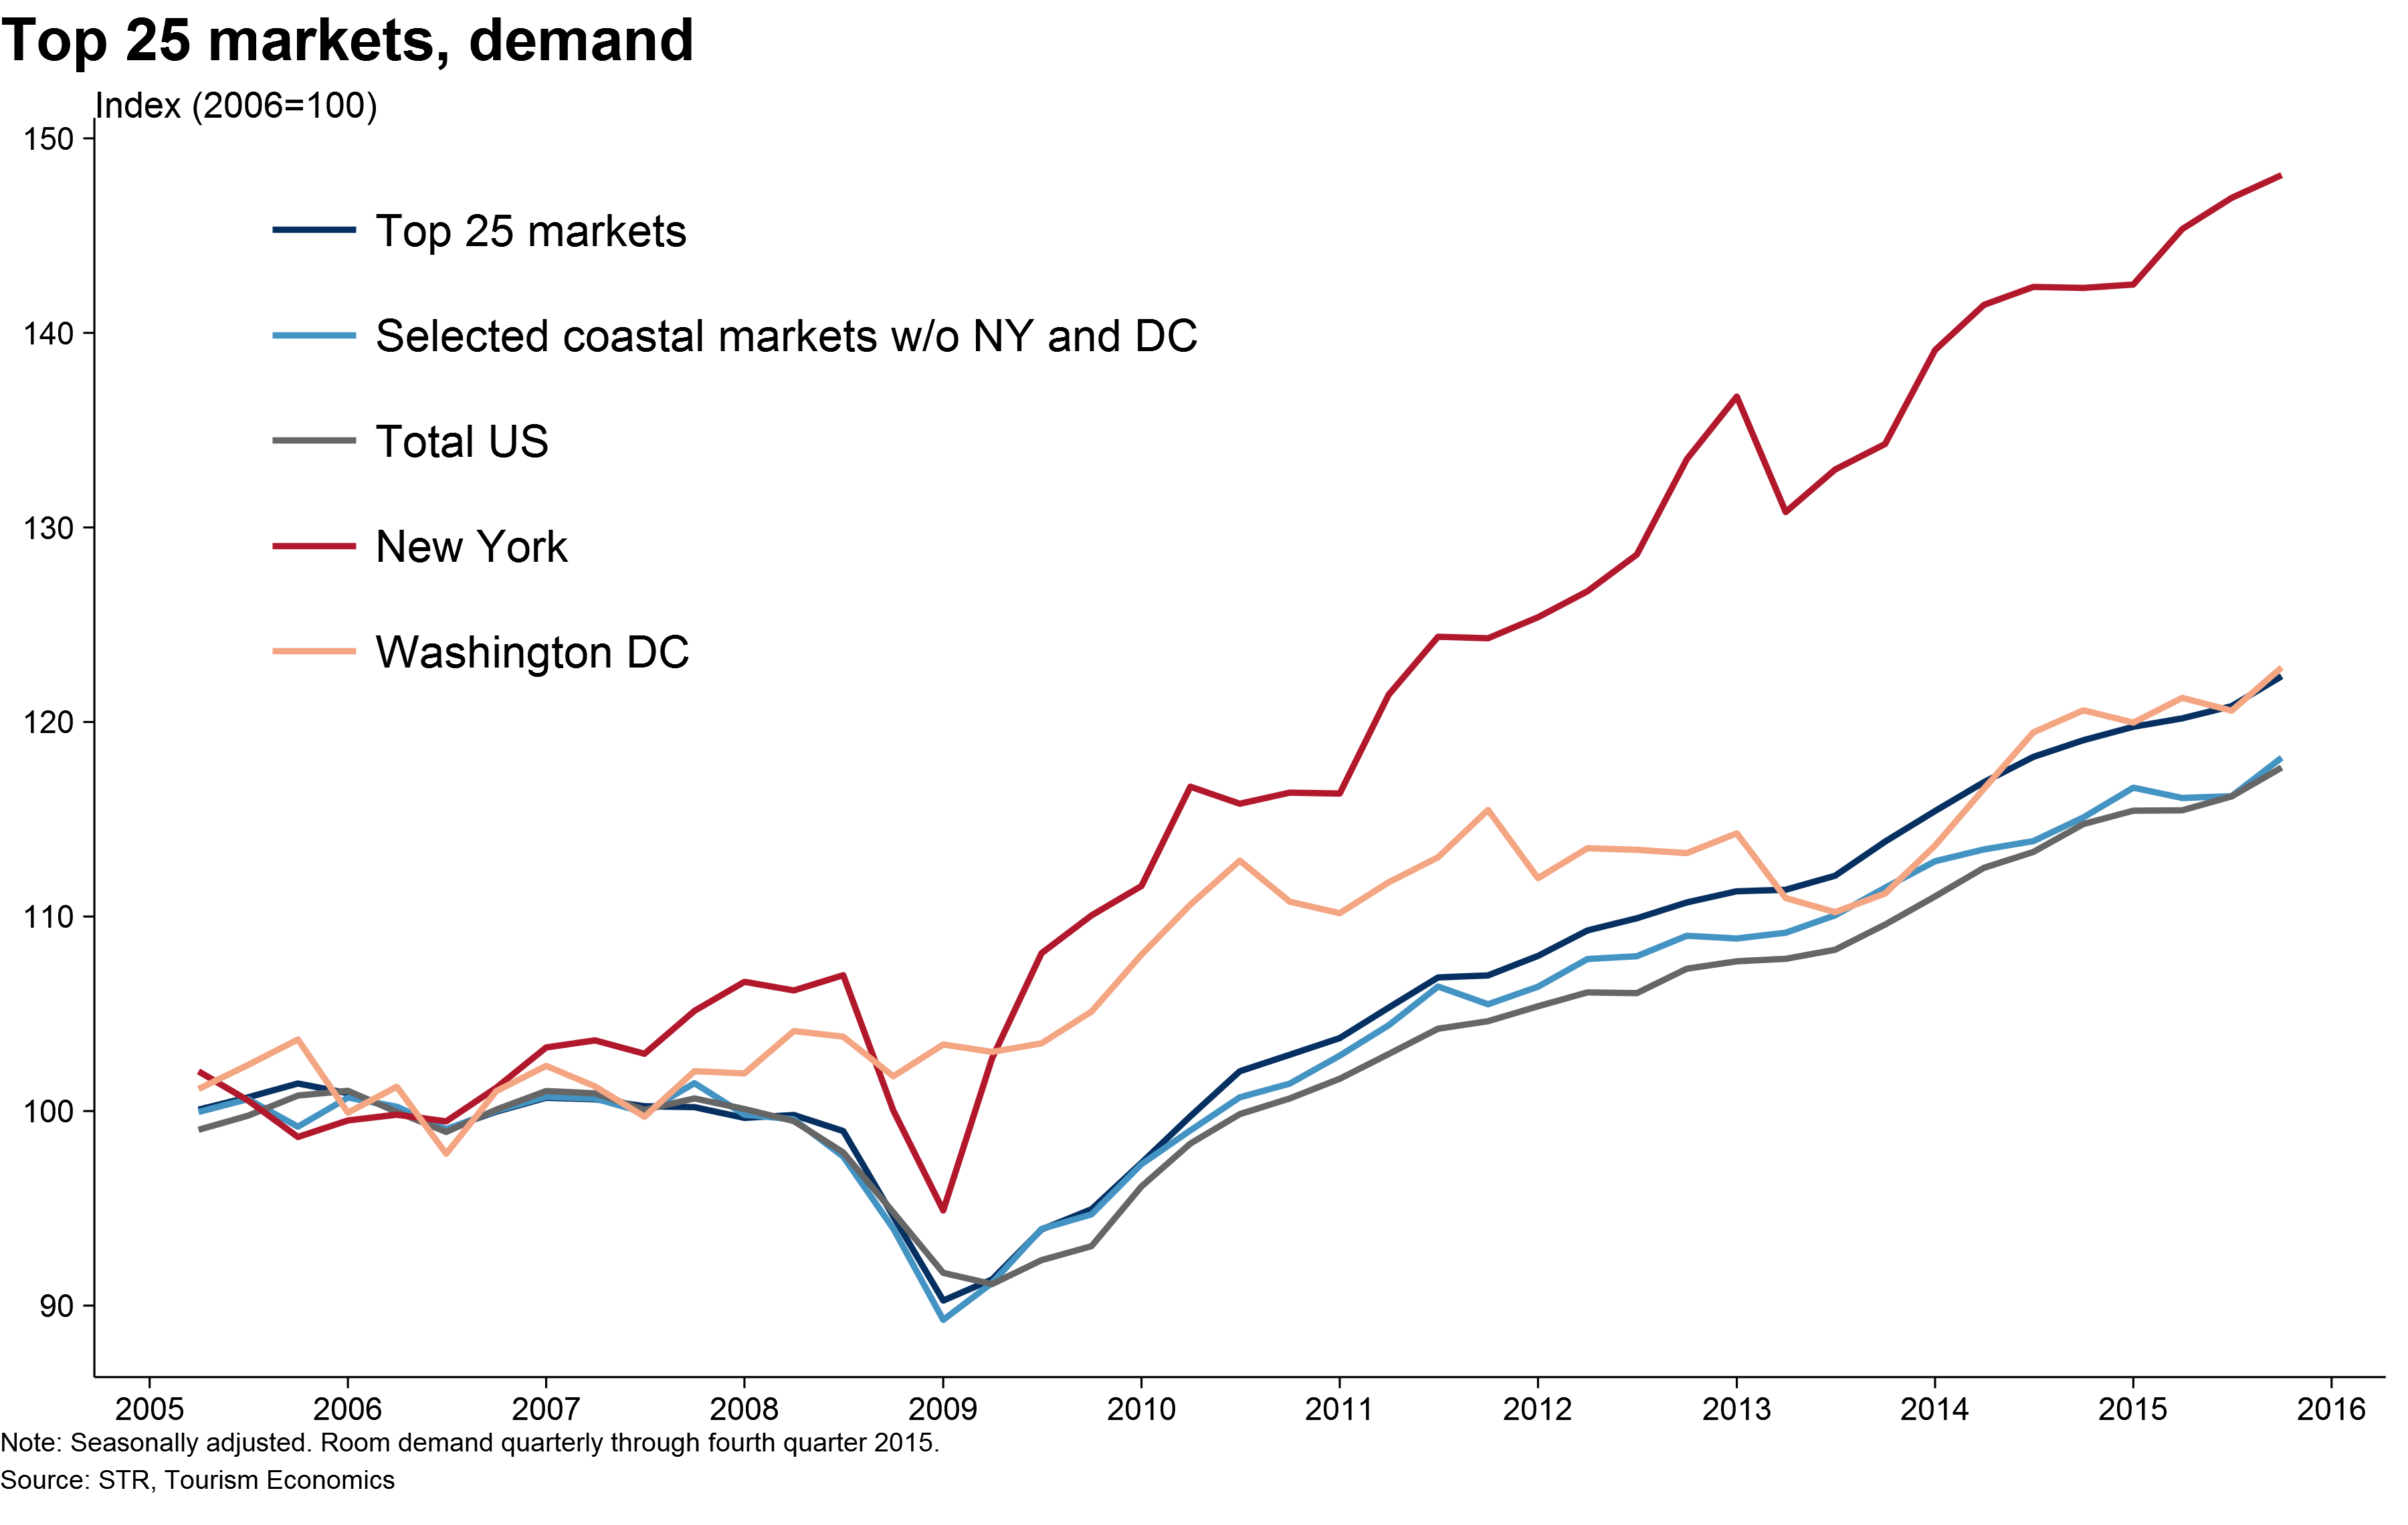 Top 25 markets, demand
Index (2006=100)
150
140
130
120
110
100
90
Top 25 markets
Selected coastal markets w/o NY and DC
Total US
New York
Washington DC
2005 2006 2007 2008 2009 2010 2011 2012 2013 2014 2015 2016
Note: Seasonally adjusted. Room demand quarterly through fourth quarter 2015.
Source: STR, Tourism Economics